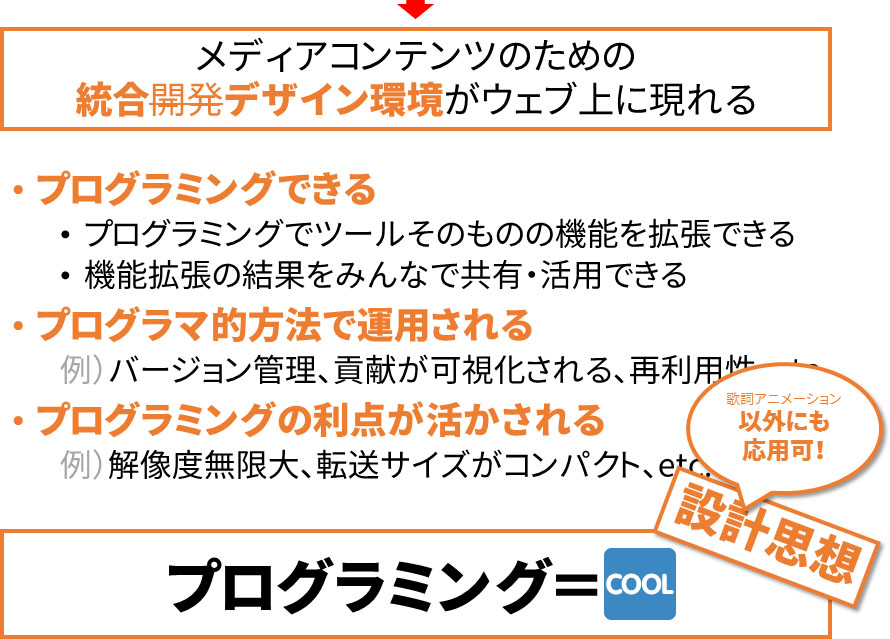 メディアコンテンツのための
統合開発デザイン環境がウェブ上に現れる
・プログラミングできる
・プログラミングでツールそのものの機能を拡張できる
・機能拡張の結果をみんなで共有・活用できる
・プログラマ的方法で運用される
例）バージョン管理、貢献が可視化される、再利用性、etc.
・プログラミングの利点が活かされる
例）解像度無限大、転送サイズがコンパクト、etc.
歌詞アニメーション
以外にも
応用可！
設計思想
プログラミング＝COOL